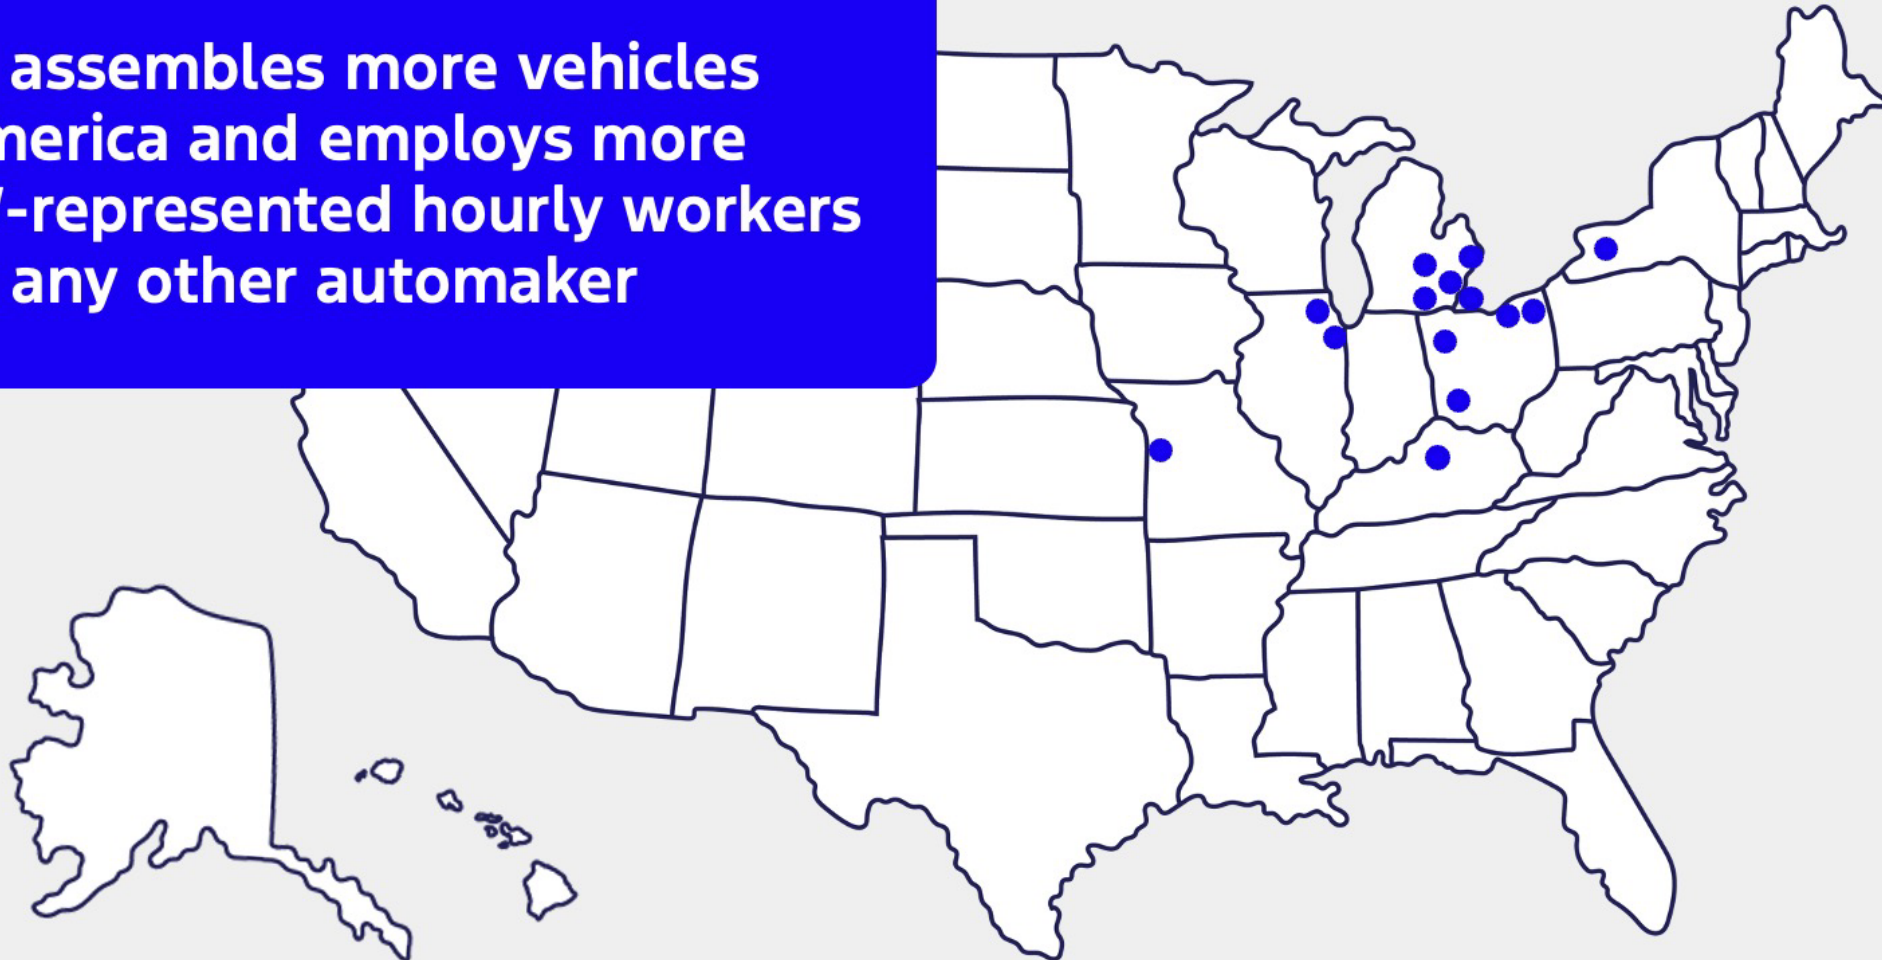 assembles more vehicles
merica and employs more
-represented hourly workers
any other automaker